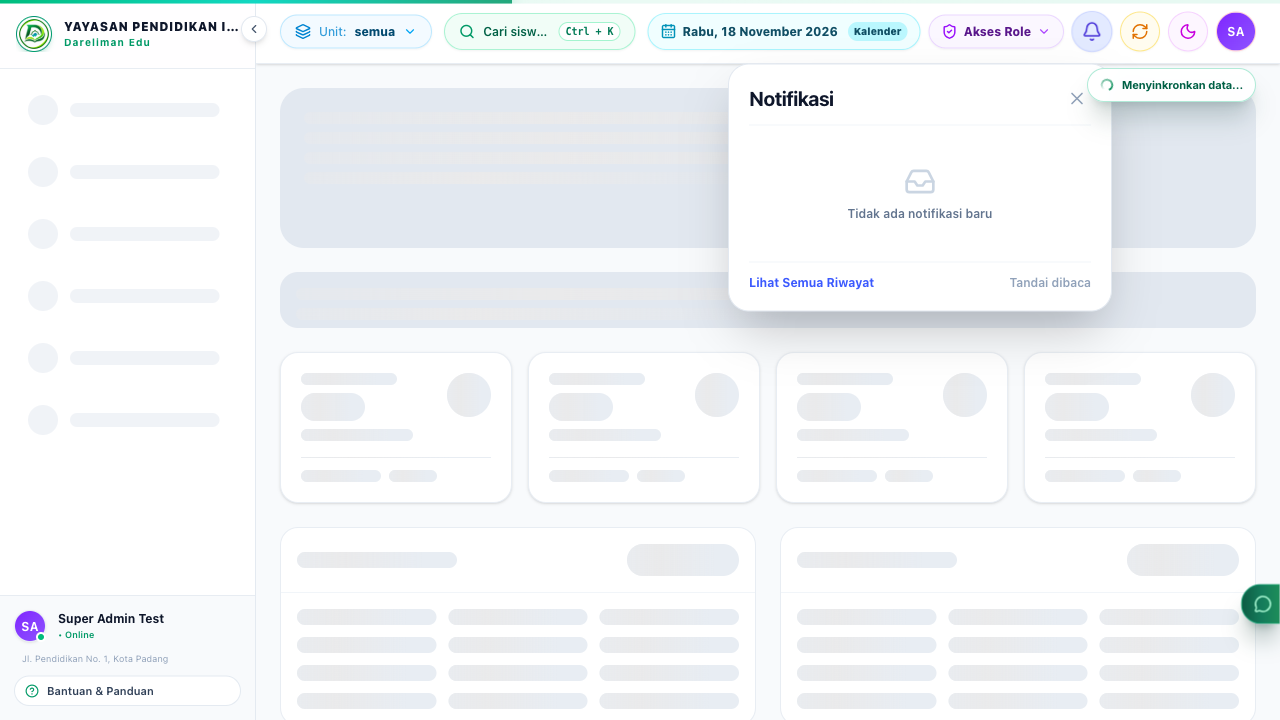 YAYASAN PENDIDIKAN I...
Dareliman Edu
Unit: semua
Cari sisw...
Ctrl + K
Rabu, 18 November 2026
Kalender
Akses Role
SA
Menyinkronkan data...
Notifikasi
Tidak ada notifikasi baru
Lihat Semua Riwayat
Tandai dibaca
SA
Super Admin Test
• Online
Jl. Pendidikan No. 1, Kota Padang
Bantuan & Panduan